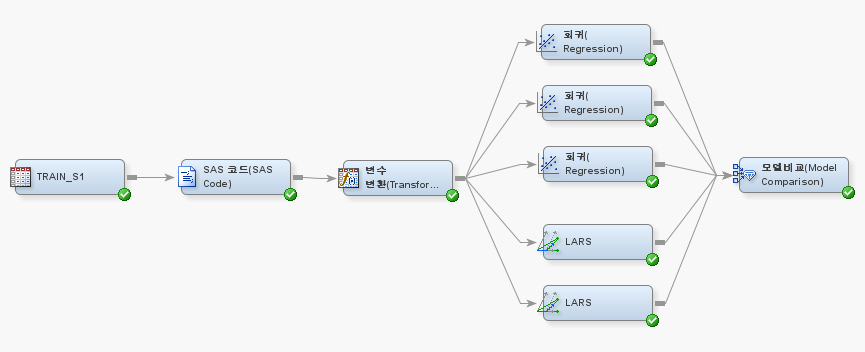 회귀(
Regression)
회귀(
Regression)
회귀(
Regression)
TRAIN_S1
SAS 코드(SAS
Code)
변수
변환(Transfor...
모델비교(Model
Comparison)
LARS
LARS